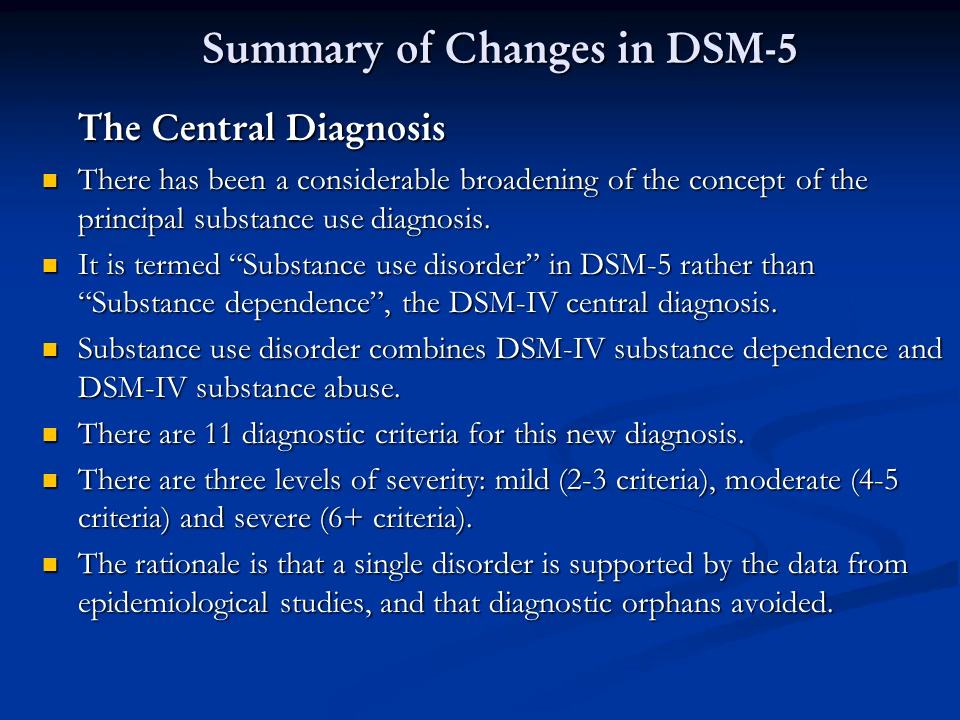 Summary of Changes in DSM-5
The Central Diagnosis
There has been a considerable broadening of the concept of the
principal substance use diagnosis.
It is termed “Substance use disorder” in DSM-5 rather than
“Substance dependence”, the DSM-IV central diagnosis.
Substance use disorder combines DSM-IV substance dependence and
DSM-IV substance abuse.
There are 11 diagnostic criteria for this new diagnosis.
There are three levels of severity: mild (2-3 criteria), moderate (4-5
criteria) and severe (6+ criteria).
The rationale is that a single disorder is supported by the data from
epidemiological studies, and that diagnostic orphans avoided.